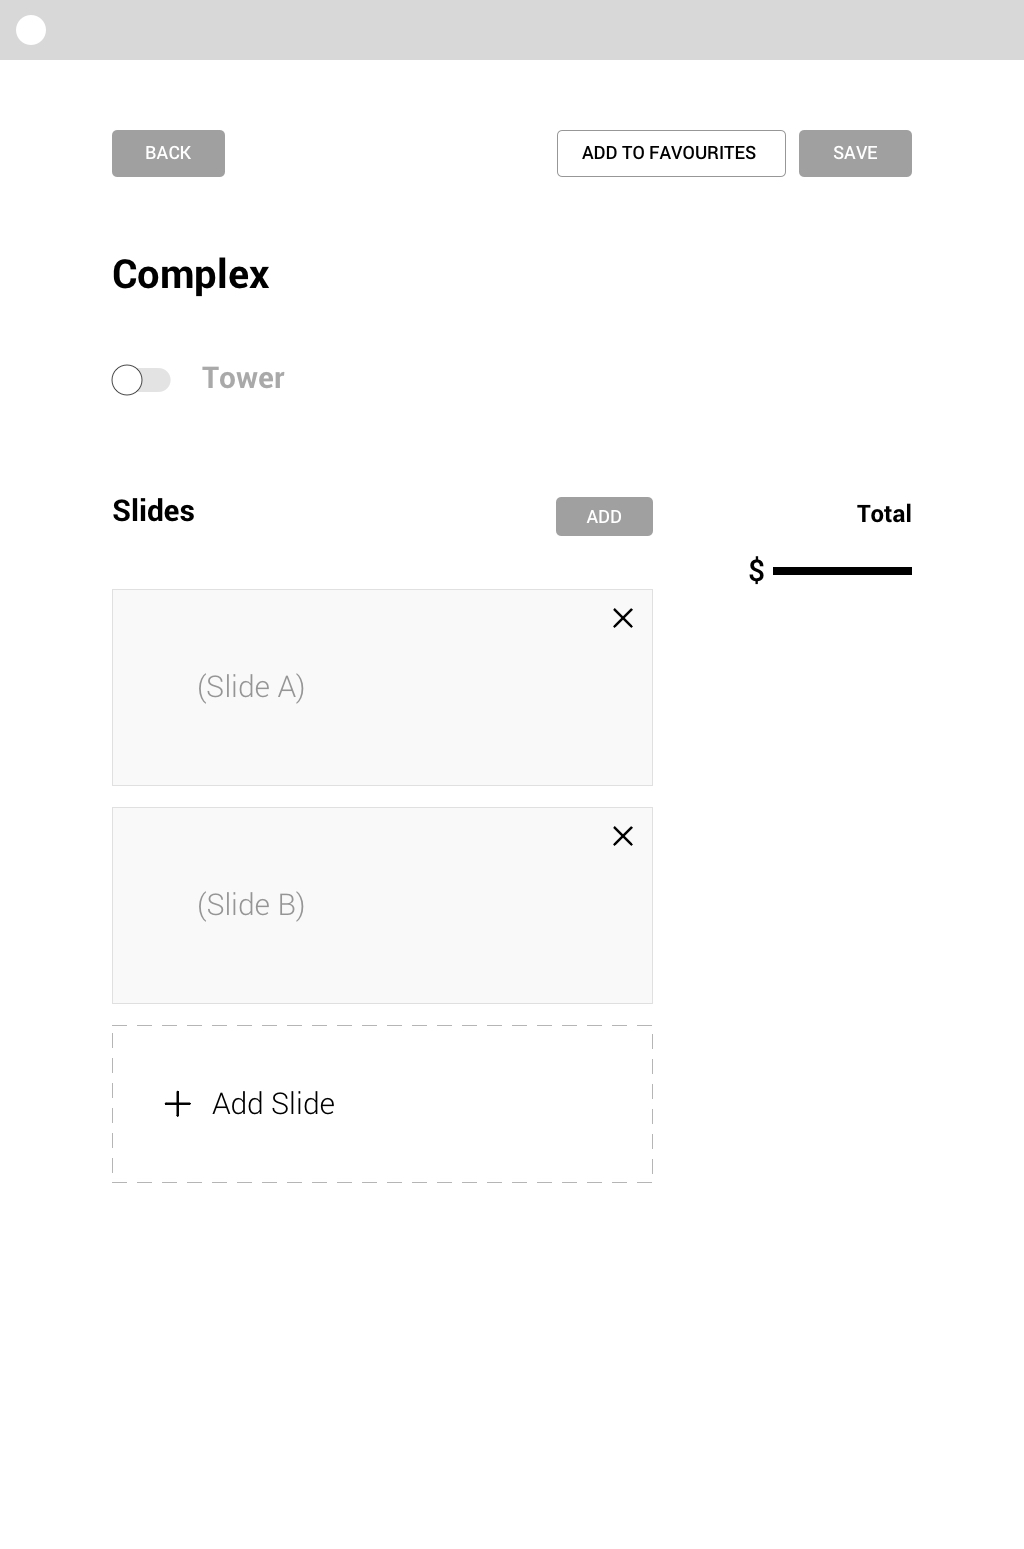 BACK
ADD TO FAVOURITES
SAVE
Complex
Tower
Slides
ADD
Total
$
(Slide A)
(Slide B)
Add Slide